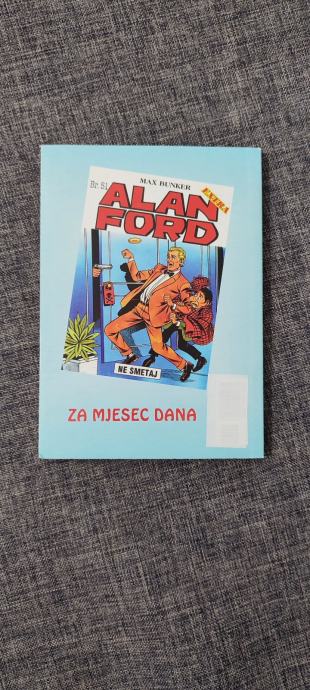 Br. 51
MAX BUNKER
EXTRA
ALAN
FORD
NE SMETAJ
ZA MJESEC DANA